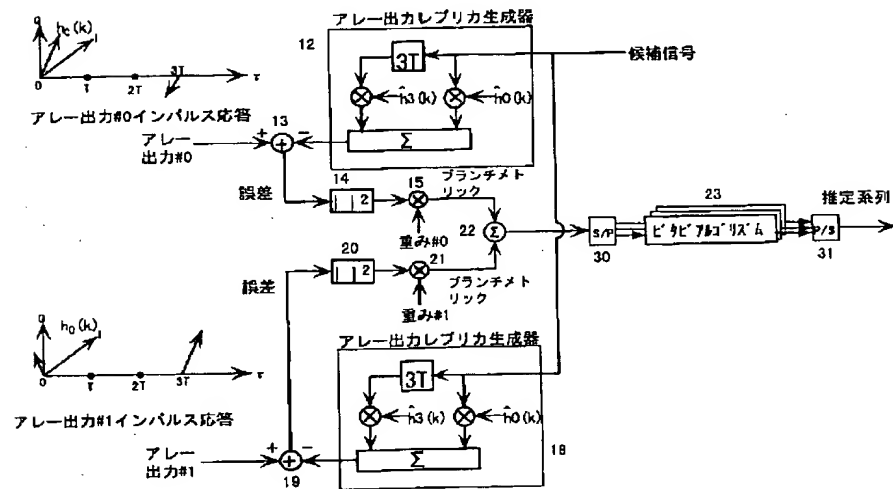 アレー出力レプリカ生成器
12
3T
候補信号
ĥ3(k)
ĥ0(k)
Σ
hc(k)
0
T
2T
3T
τ
アレー出力#0インパルス応答
13
アレー
出力#0
+
−
誤差
14
| |²
15
ブランチメト
リック
重み#0
22
Σ
S/P
30
23
ビタビアルゴリズム
P/S
31
推定系列
20
| |²
21
ブランチメト
リック
重み#1
誤差
h0(k)
0
T
2T
3T
τ
アレー出力#1インパルス応答
アレー
出力#1
+
−
19
アレー出力レプリカ生成器
3T
ĥ3(k)
ĥ0(k)
Σ
18